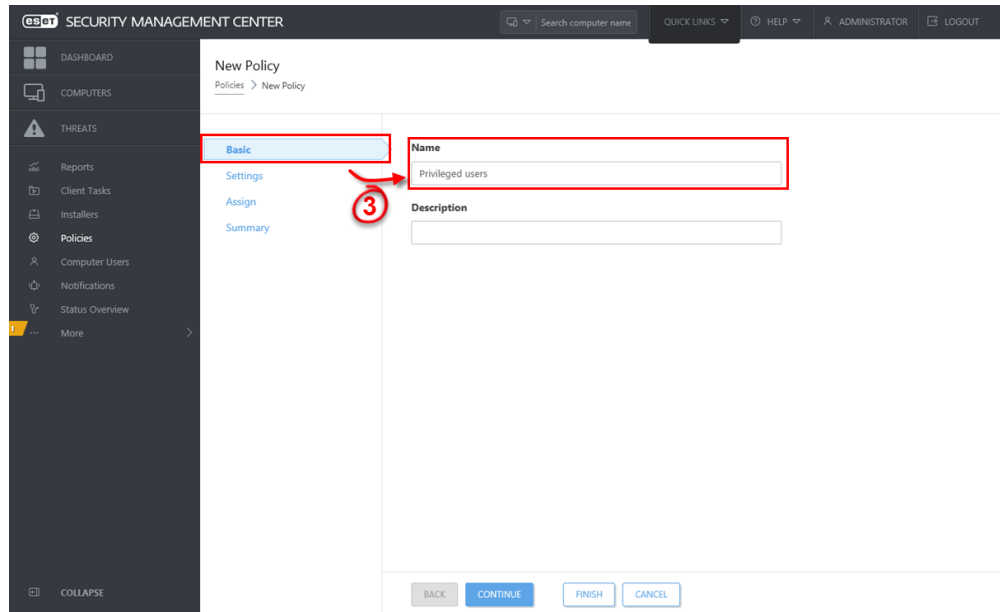 eset SECURITY MANAGEMENT CENTER Search computer name QUICK LINKS HELP ADMINISTRATOR LOGOUT
DASHBOARD
COMPUTERS
THREATS
Reports
Client Tasks
Installers
Policies
Computer Users
Notifications
Status Overview
More
COLLAPSE
New Policy
Policies > New Policy
Basic
Settings
Assign
Summary
3
Name
Privileged users
Description
BACK CONTINUE FINISH CANCEL